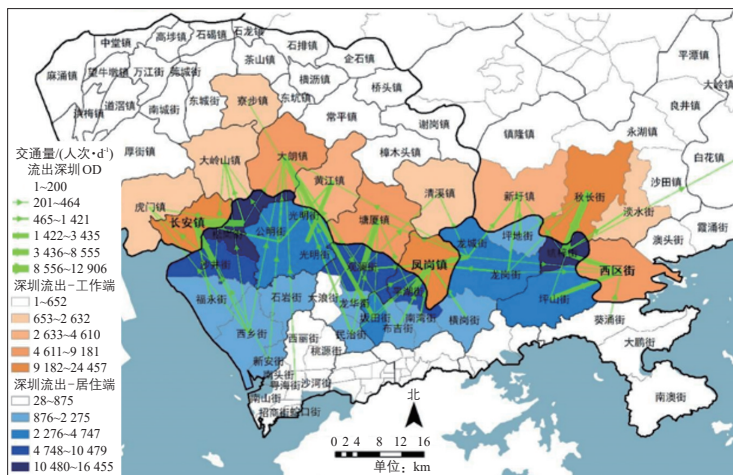 交通量/(人次·d⁻¹)
流出深圳OD
1~200
201~464
465~1 421
1 422~3 435
3 436~8 555
8 556~12 906
深圳流出-工作端
1~652
653~2 632
2 633~4 610
4 611~9 181
9 182~24 457
深圳流出-居住端
28~875
876~2 275
2 276~4 747
4 748~10 479
10 480~16 455
中堂镇
高埗镇
石碣镇
石龙镇
石排镇
企石镇
麻涌镇
望牛墩镇
万江街
莞城街
茶山镇
横沥镇
桥头镇
东城街
寮步镇
东坑镇
常平镇
谢岗镇
道滘镇
南城街
厚街镇
大岭山镇
大朗镇
樟木头镇
黄江镇
清溪镇
塘厦镇
虎门镇
长安镇
凤岗镇
镇隆镇
永湖镇
平潭镇
大岭镇
良井镇
白花镇
沙田镇
新圩镇
秋长街
淡水街
澳头街
霞涌街
西区街
公明街
光明街
光明街
沙井街
福永街
石岩街
大浪街
龙华街
坂田街
民治街
布吉街
南湾街
横岗街
龙城街
坪地街
龙岗街
坪山街
葵涌街
大鹏街
南澳街
西乡街
新安街
西丽街
桃源街
南头街
粤海街
沙河街
南山街
招商街
蛇口街
北
0 2 4 8 12 16
单位：km